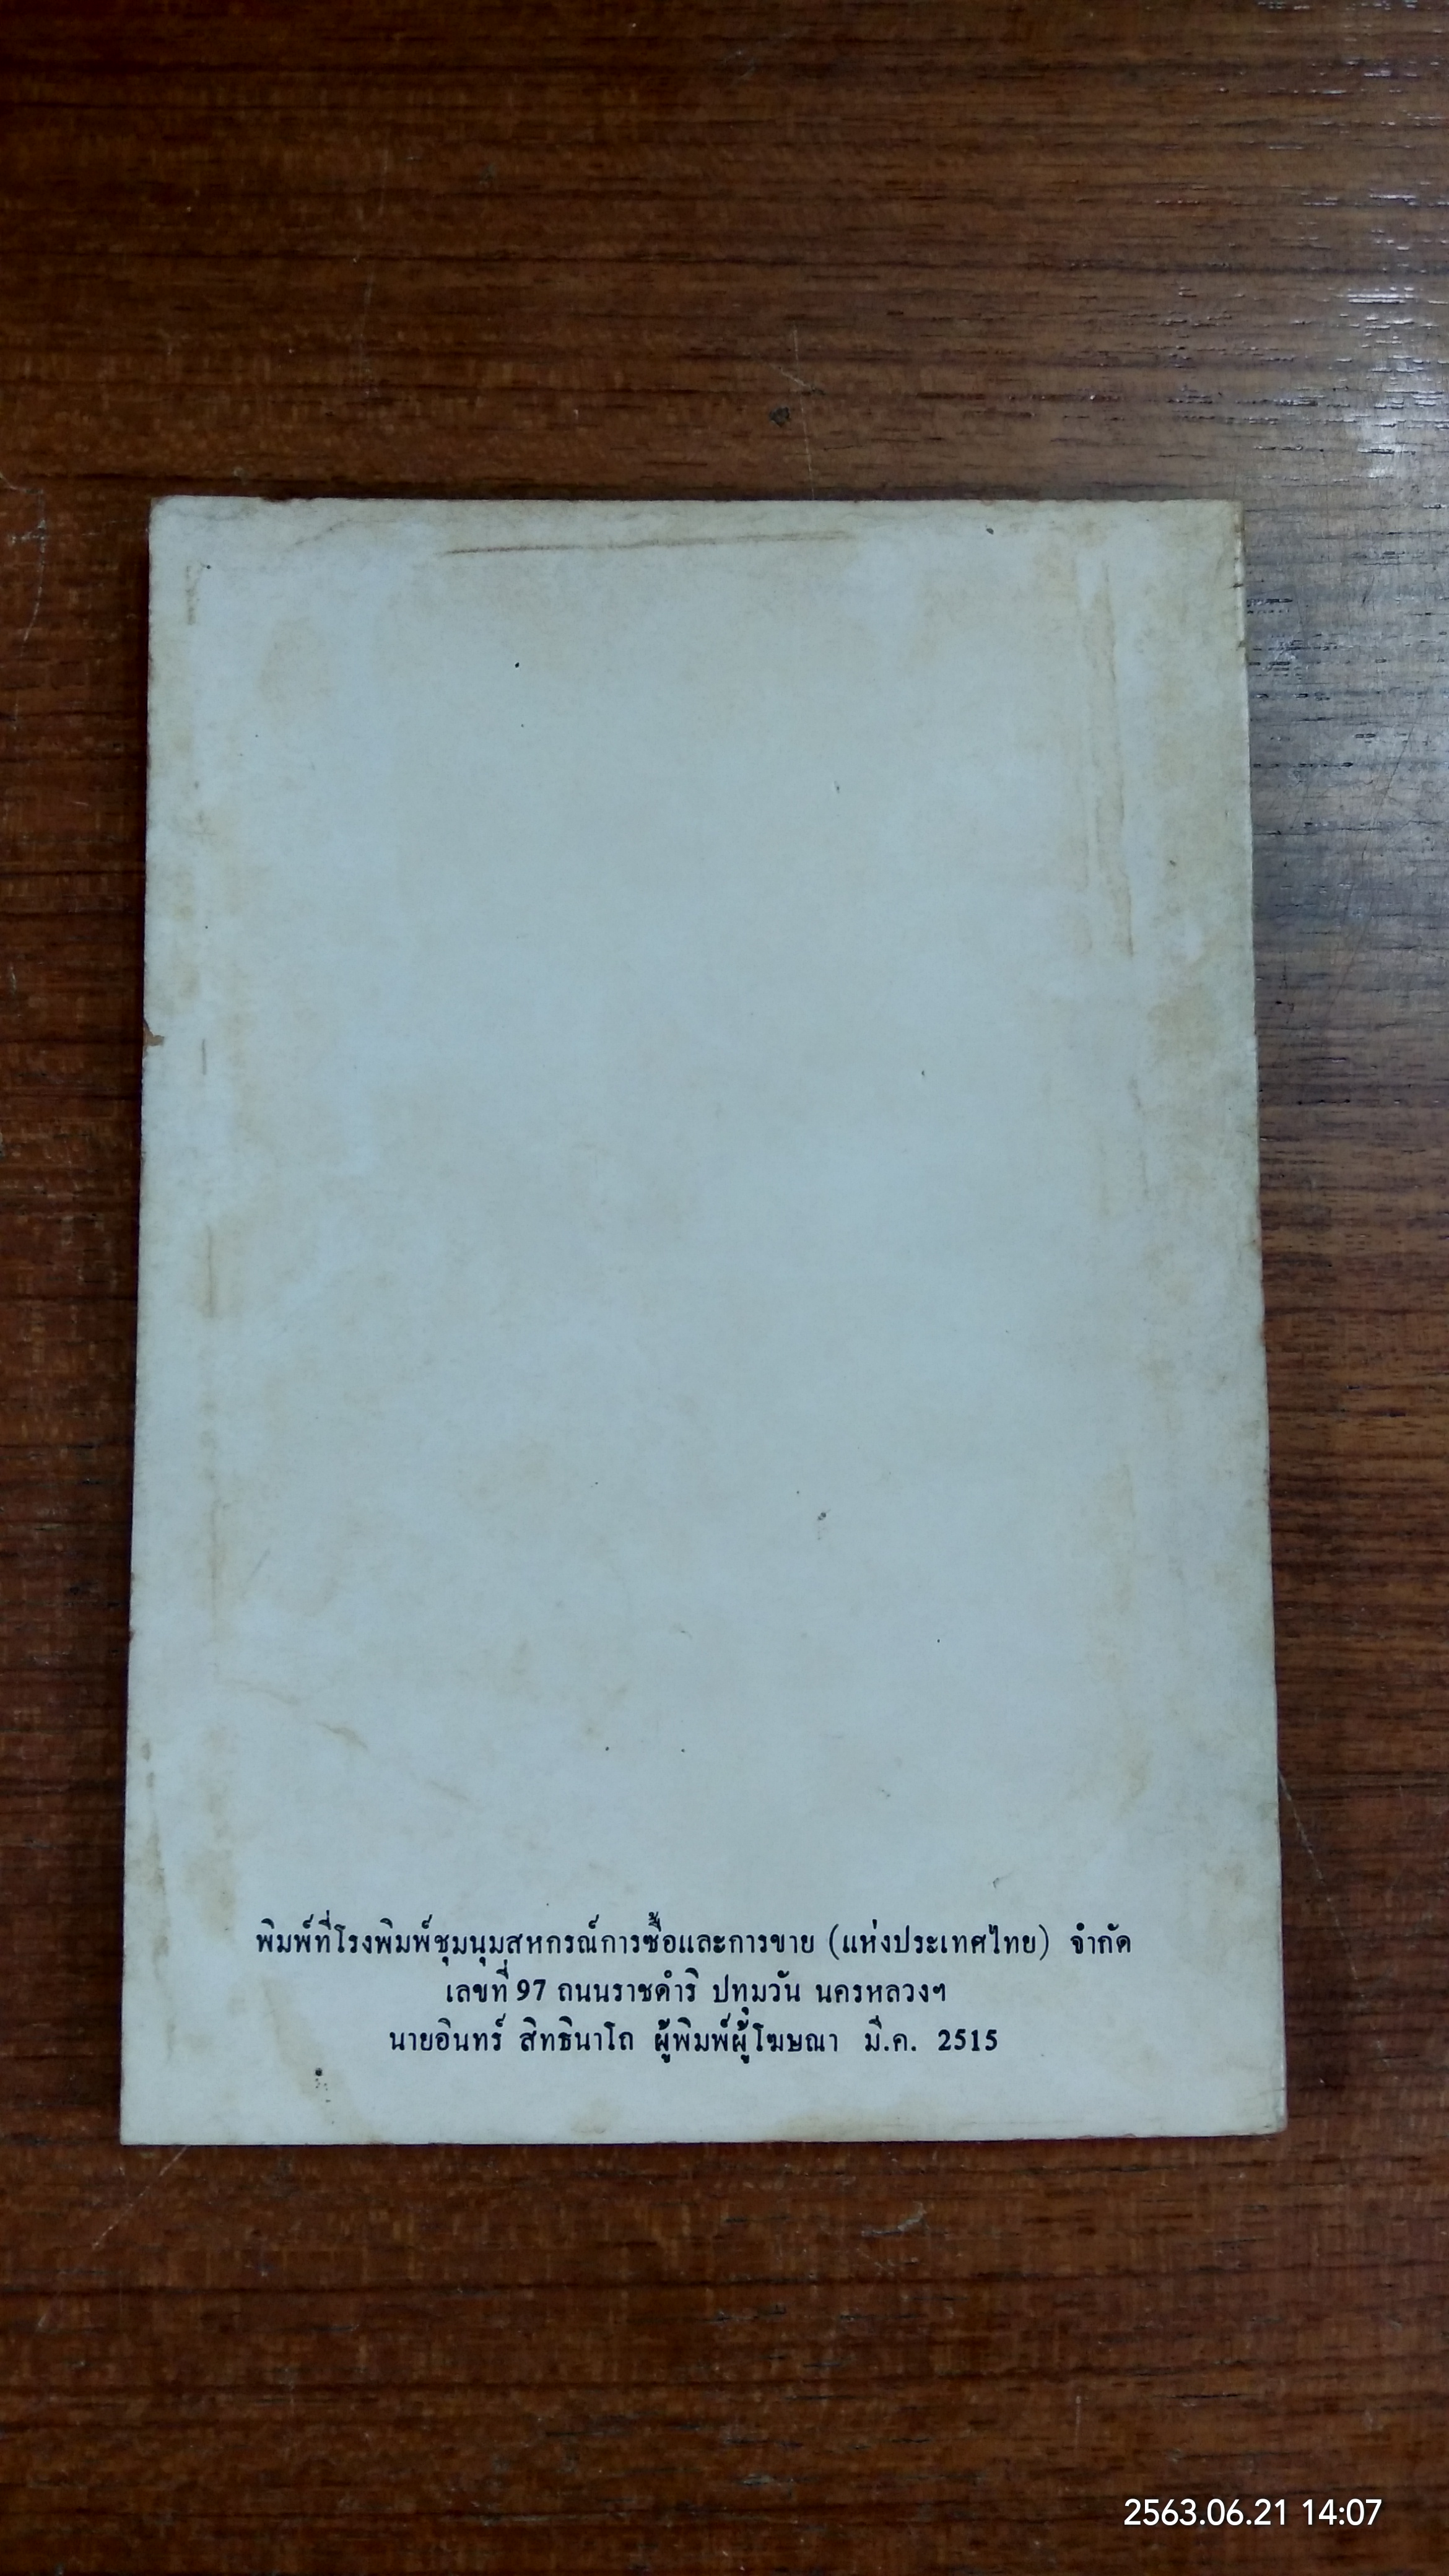 พิมพ์ที่โรงพิมพ์ชุมนุมสหกรณ์การซื้อและการขาย (แห่งประเทศไทย) จำกัด
เลขที่ 97 ถนนราชดำริ ปทุมวัน นครหลวงฯ
นายอินทร์ สิทธินาโถ ผู้พิมพ์ผู้โฆษณา มี.ค. 2515
2563.06.21 14:07